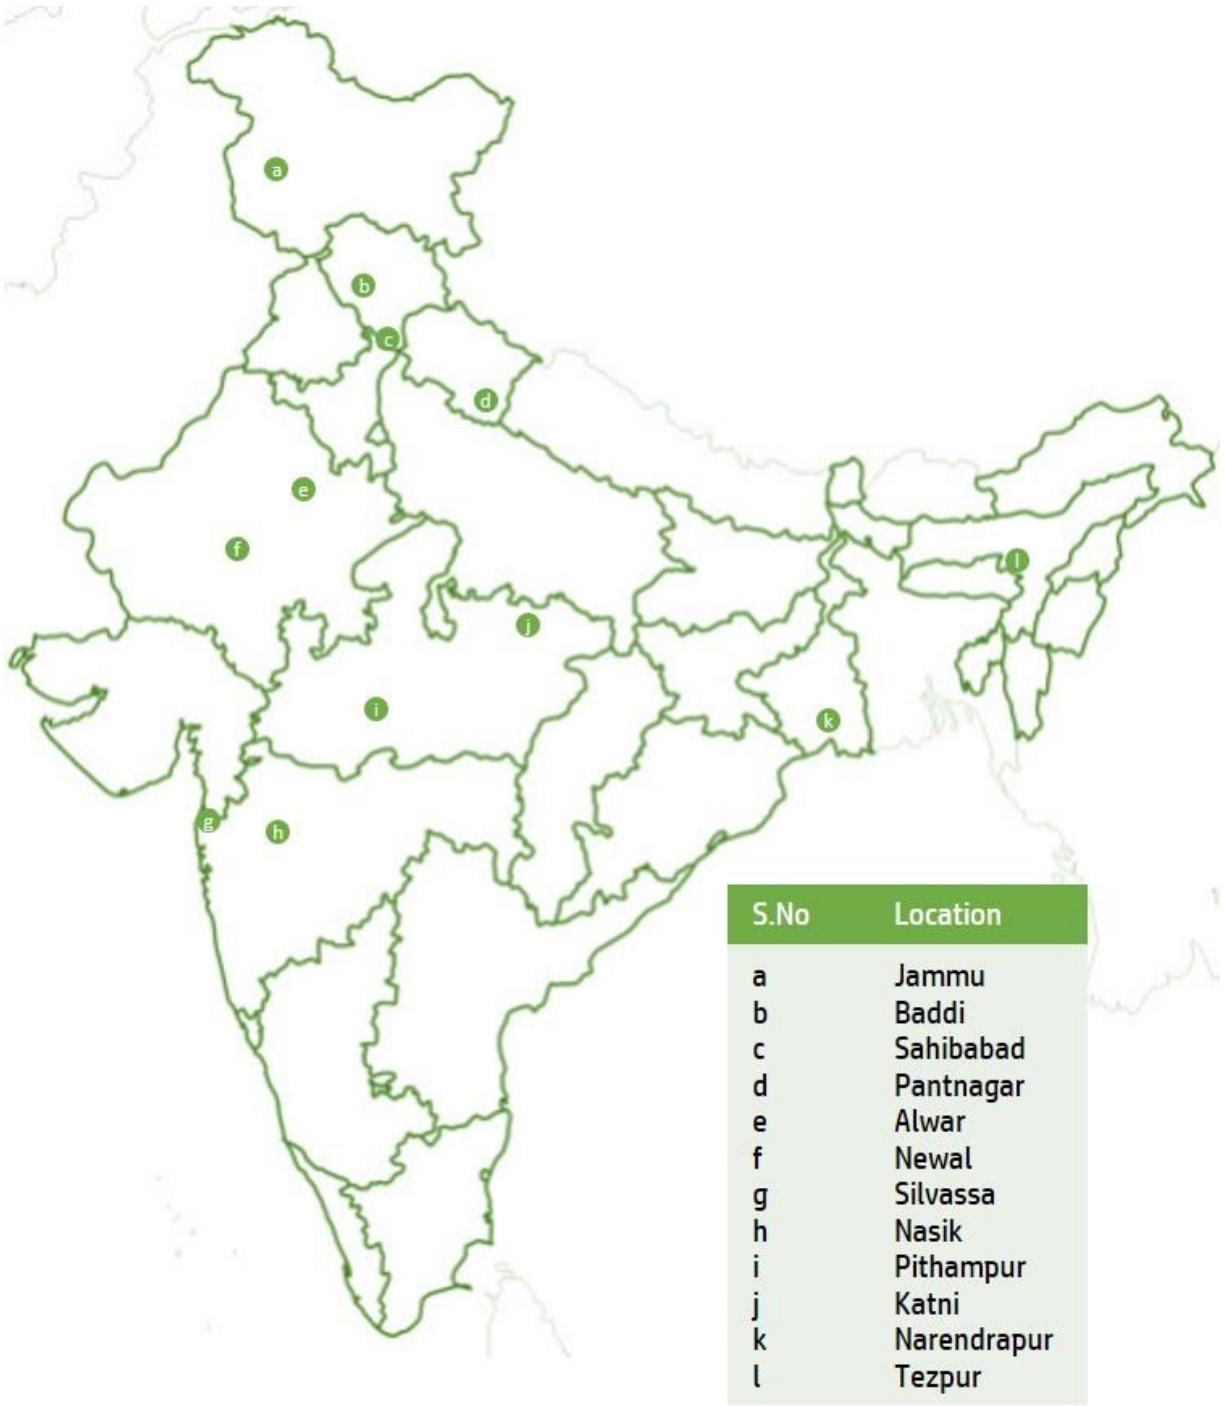 a
b
c
d
e
l
f
j
i
k
g
h
S.No Location
a Jammu
b Baddi
c Sahibabad
d Pantnagar
e Alwar
f Newal
g Silvassa
h Nasik
i Pithampur
j Katni
k Narendrapur
l Tezpur